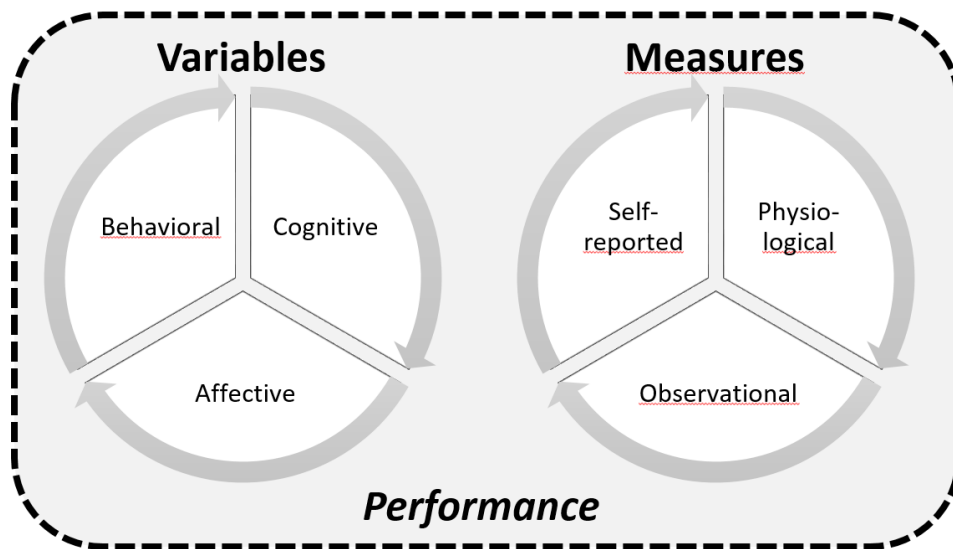 Variables
Measures
Behavioral
Cognitive
Affective
Self-
reported
Physio-
logical
Observational
Performance